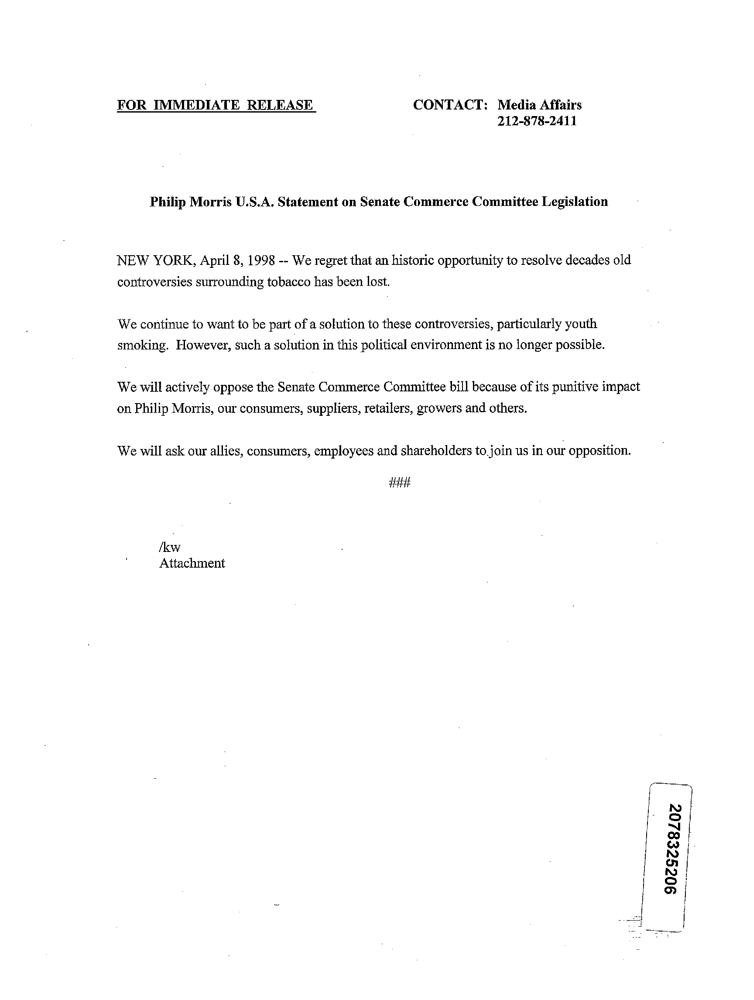 FOR IMMEDIATE RELEASE CONTACT: Media Affairs
212-878-2411
Philip Morris U.S.A. Statement on Senate Commerce Committee Legislation
NEW YORK, April 8, 1998 -- We regret that an historic opportunity to resolve decades old
controversies surrounding tobacco has been lost.
We continue to want to be part of a solution to these controversies, particularly youth
smoking. However, such a solution in this political environment is no longer possible.
We will actively oppose the Senate Commerce Committee bill because of its punitive impact
on Philip Morris, our consumers, suppliers, retailers, growers and others.
We will ask our allies, consumers, employees and shareholders to join us in our opposition.
###
/kw
Attachment
2078325206